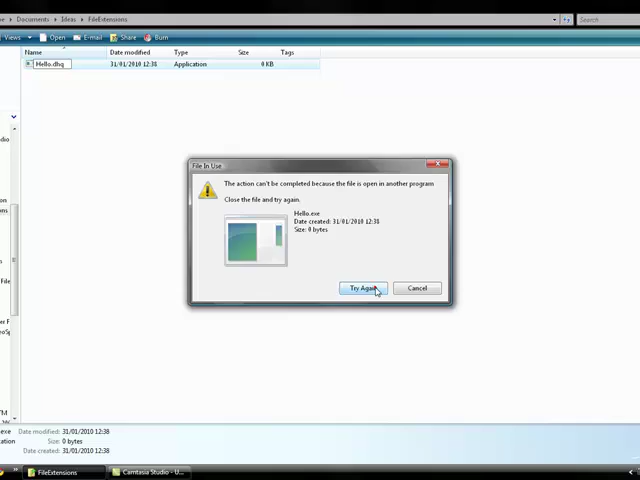 Documents ▸ Ideas ▸ FileExtensions
Search
Views Open E-mail Share Burn
Name Date modified Type Size Tags
Hello.dhq 31/01/2010 12:38 Application 0 KB
File In Use
The action can't be completed because the file is open in another program
Close the file and try again.
Hello.exe
Date created: 31/01/2010 12:38
Size: 0 bytes
Try Again Cancel
Date modified: 31/01/2010 12:38
Size: 0 bytes
Date created: 31/01/2010 12:38
FileExtensions Camtasia Studio - U...